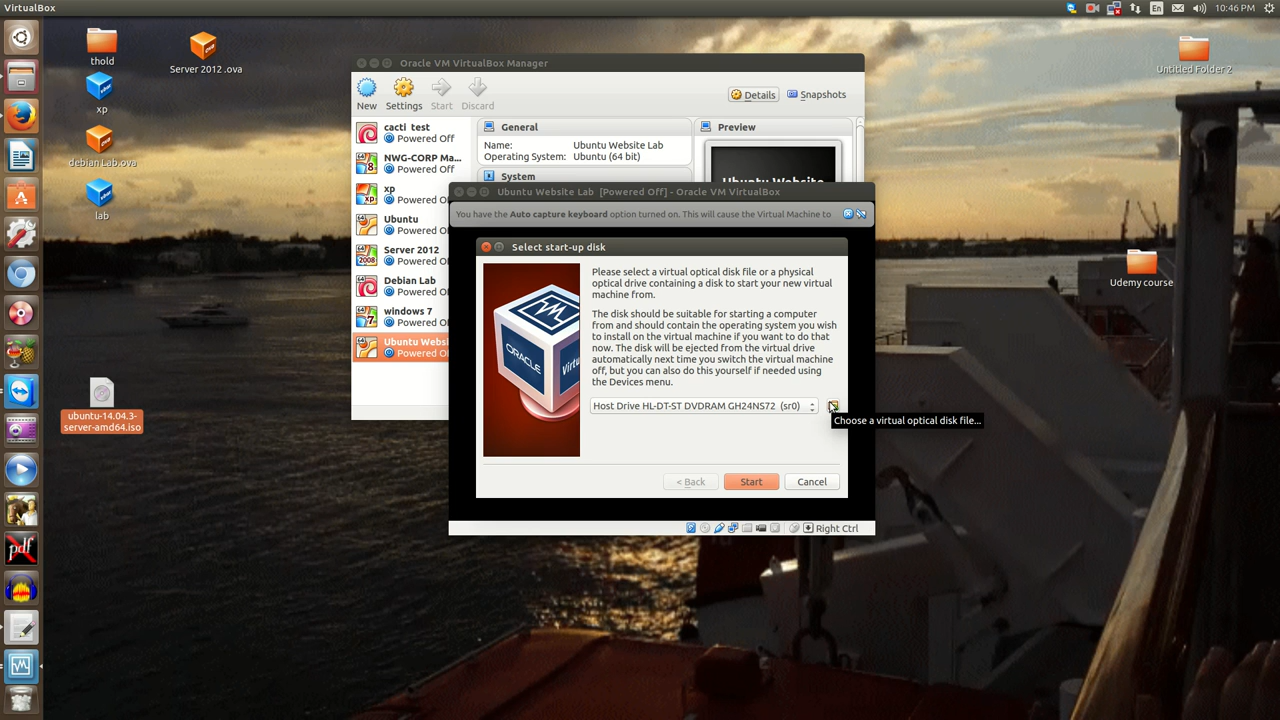 VirtualBox
En
10:46 PM
thold
Server 2012 .ova
xp
debian Lab.ova
lab
ubuntu-14.04.3-
server-amd64.iso
Untitled Folder 2
Udemy course
pdf
Oracle VM VirtualBox Manager
New
Settings
Start
Discard
Details
Snapshots
cacti test
Powered Off
NWG-CORP Ma...
Powered Off
xp
Powered Of
Ubuntu
Powered Of
Server 2012
Powered Of
Debian Lab
Powered Of
windows 7
Powered Of
Ubuntu Websi
Powered Of
General
Name: Ubuntu Website Lab
Operating System: Ubuntu (64 bit)
System
Preview
Ubuntu Website
Ubuntu Website Lab [Powered Off] - Oracle VM VirtualBox
You have the Auto capture keyboard option turned on. This will cause the Virtual Machine to
Select start-up disk
ORACLE
Virtu
Please select a virtual optical disk file or a physical
optical drive containing a disk to start your new virtual
machine from.
The disk should be suitable for starting a computer
from and should contain the operating system you wish
to install on the virtual machine if you want to do that
now. The disk will be ejected from the virtual drive
automatically next time you switch the virtual machine
off, but you can also do this yourself if needed using
the Devices menu.
Host Drive HL-DT-ST DVDRAM GH24NS72 (sr0)
Choose a virtual optical disk file...
< Back
Start
Cancel
Right Ctrl